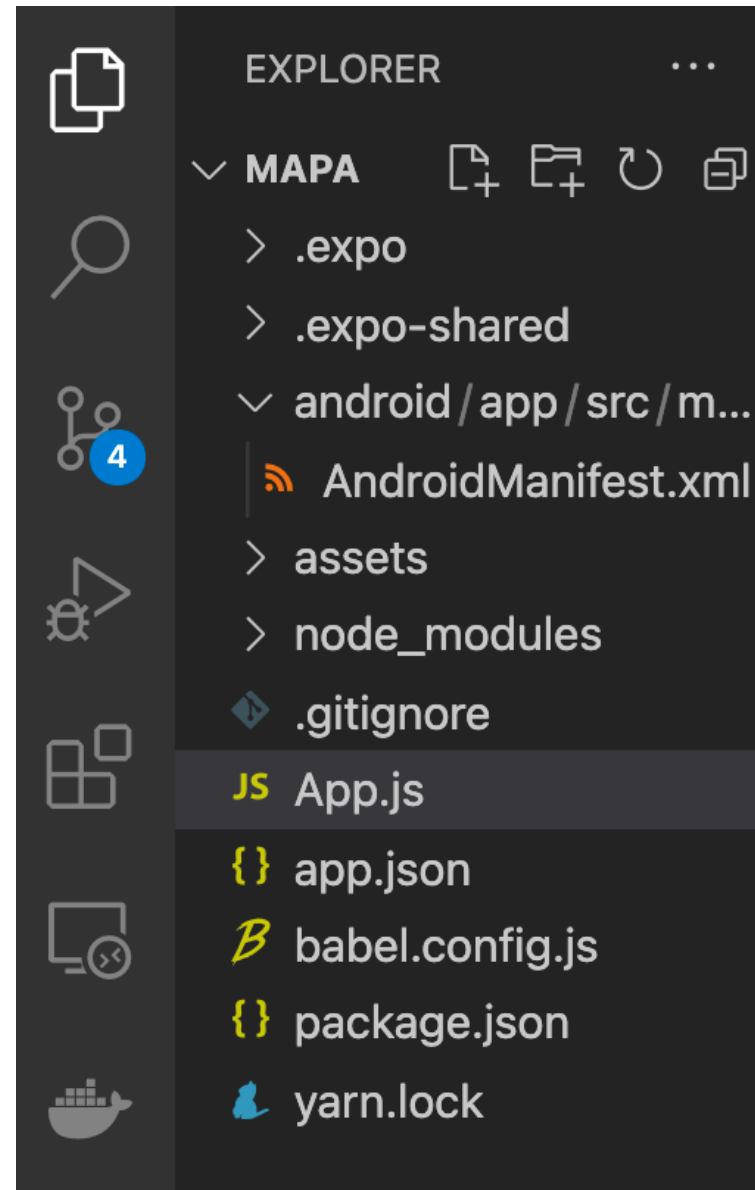 EXPLORER ...
MAPA
.expo
.expo-shared
android/app/src/m...
AndroidManifest.xml
assets
node_modules
.gitignore
JS App.js
{} app.json
B babel.config.js
{} package.json
yarn.lock
4